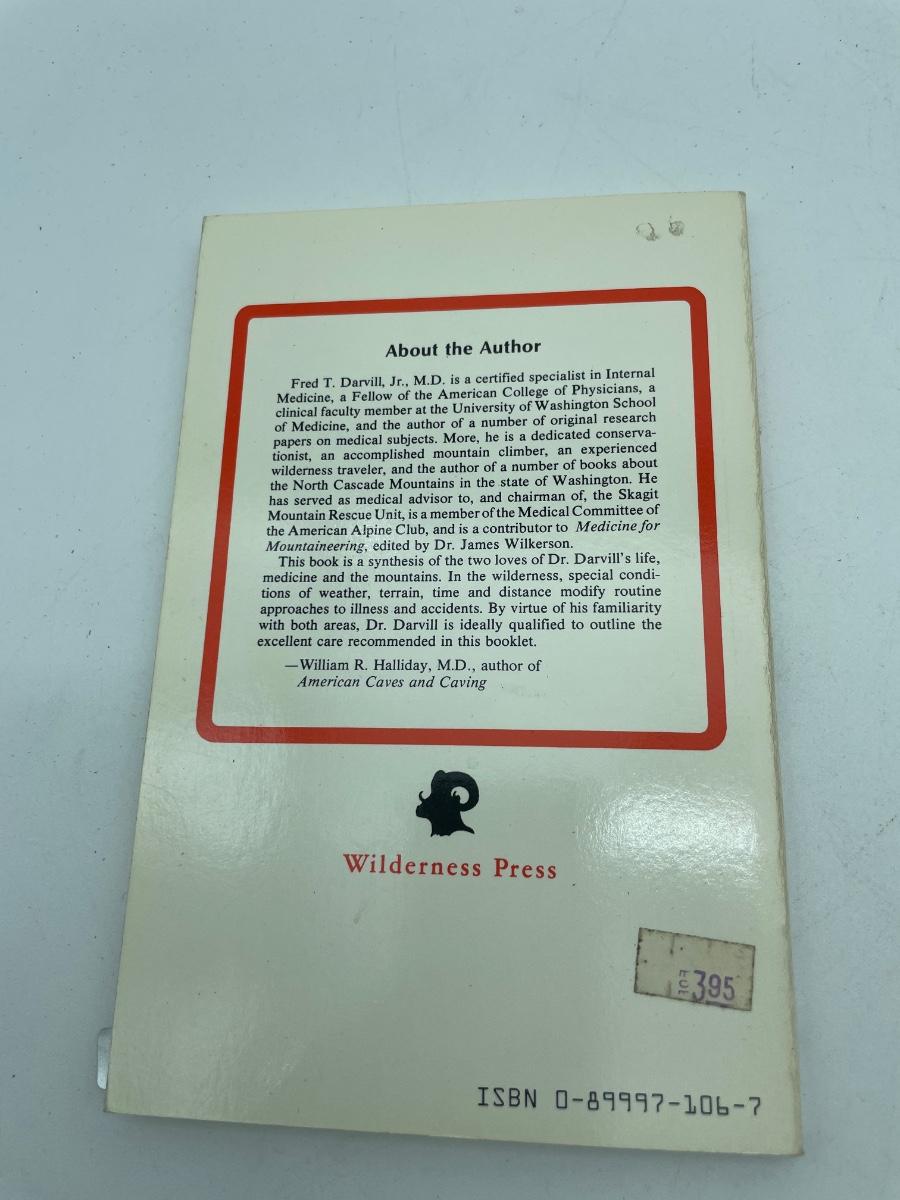 About the Author
Fred T. Darvill, Jr., M.D. is a certified specialist in Internal
Medicine, a Fellow of the American College of Physicians, a
clinical faculty member at the University of Washington School
of Medicine, and the author of a number of original research
papers on medical subjects. More, he is a dedicated conserva-
tionist, an accomplished mountain climber, an experienced
wilderness traveler, and the author of a number of books about
the North Cascade Mountains in the state of Washington. He
has served as medical advisor to, and chairman of, the Skagit
Mountain Rescue Unit, is a member of the Medical Committee of
the American Alpine Club, and is a contributor to Medicine for
Mountaineering, edited by Dr. James Wilkerson.
This book is a synthesis of the two loves of Dr. Darvill's life,
medicine and the mountains. In the wilderness, special condi-
tions of weather, terrain, time and distance modify routine
approaches to illness and accidents. By virtue of his familiarity
with both areas, Dr. Darvill is ideally qualified to outline the
excellent care recommended in this booklet.
—William R. Halliday, M.D., author of
American Caves and Caving
Wilderness Press
395
ISBN 0-89997-106-7